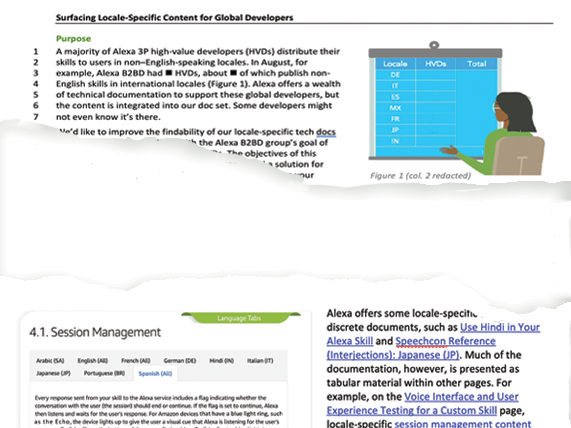 Surfacing Locale-Specific Content for Global Developers
Purpose
1 A majority of Alexa 3P high-value developers (HVDs) distribute their
2 skills to users in non-English-speaking locales. In August, for
3 example, Alexa B2BD had ■ HVDs, about ■ of which publish non-
4 English skills in international locales (Figure 1). Alexa offers a wealth
5 of technical documentation to support these global developers, but
6 the content is integrated into our doc set. Some developers might
7 not even know it's there.
We'd like to improve the findability of our locale-specific tech docs
the Alexa B2BD group's goal of
The objectives of this
a solution for
your
Locale HVDs Total
DE
IT
ES
MX
FR
JP
IN
Figure 1 (col. 2 redacted)
Language Tabs
4.1. Session Management
Arabic (SA) English (All) French (All) German (DE) Hindi (IN) Italian (IT)
Japanese (JP) Portuguese (BR) Spanish (All)
Every response sent from your skill to the Alexa service includes a flag indicating whether the
conversation with the user (the session) should end or continue. If the flag is set to continue, Alexa
then listens and waits for the user's response. For Amazon devices that have a blue light ring, such
as the Echo, the device lights up to give the user a visual cue that Alexa is listening for the user's
Alexa offers some locale-specific
discrete documents, such as Use Hindi in Your
Alexa Skill and Speechcon Reference
(Interjections): Japanese (JP). Much of the
documentation, however, is presented as
tabular material within other pages. For
example, on the Voice Interface and User
Experience Testing for a Custom Skill page,
locale-specific session management content